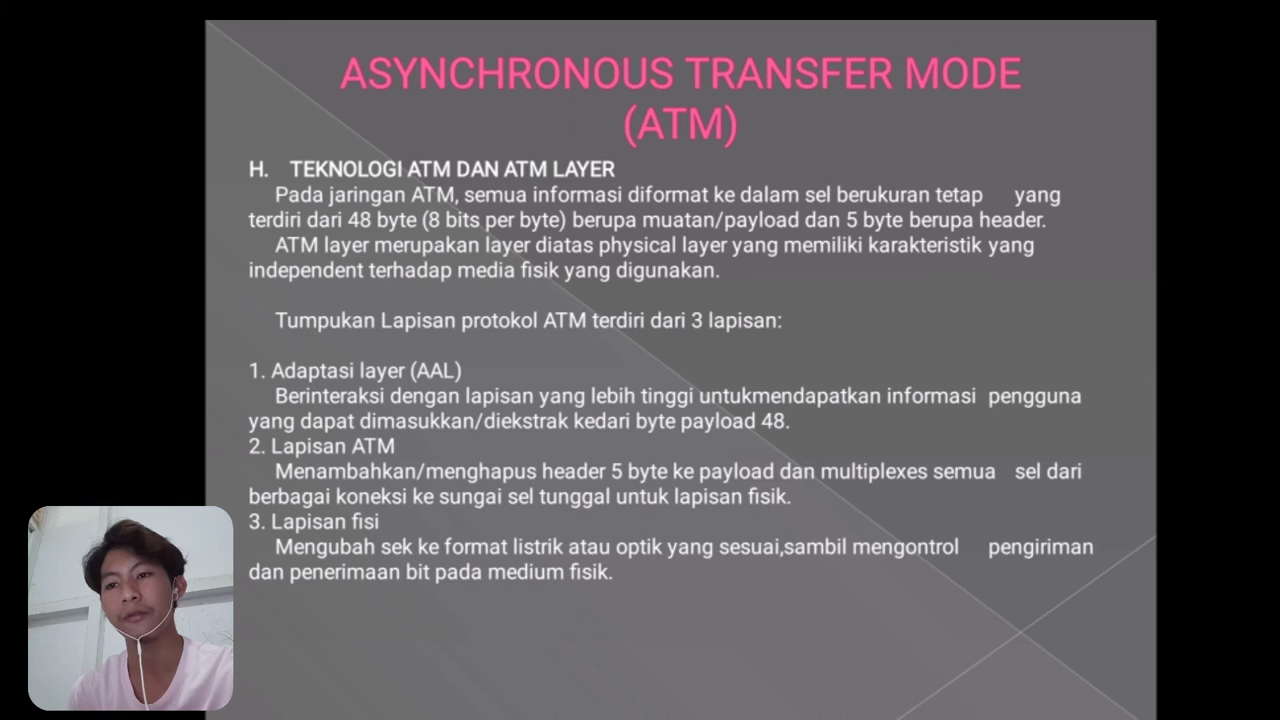 ASYNCHRONOUS TRANSFER MODE
(ATM)
H. TEKNOLOGI ATM DAN ATM LAYER
Pada jaringan ATM, semua informasi diformat ke dalam sel berukuran tetap yang
terdiri dari 48 byte (8 bits per byte) berupa muatan/payload dan 5 byte berupa header.
ATM layer merupakan layer diatas physical layer yang memiliki karakteristik yang
independent terhadap media fisik yang digunakan.
Tumpukan Lapisan protokol ATM terdiri dari 3 lapisan:
1. Adaptasi layer (AAL)
Berinteraksi dengan lapisan yang lebih tinggi untukmendapatkan informasi pengguna
yang dapat dimasukkan/diekstrak kedari byte payload 48.
2. Lapisan ATM
Menambahkan/menghapus header 5 byte ke payload dan multiplexes semua sel dari
berbagai koneksi ke sungai sel tunggal untuk lapisan fisik.
3. Lapisan fisi
Mengubah sek ke format listrik atau optik yang sesuai,sambil mengontrol pengiriman
dan penerimaan bit pada medium fisik.